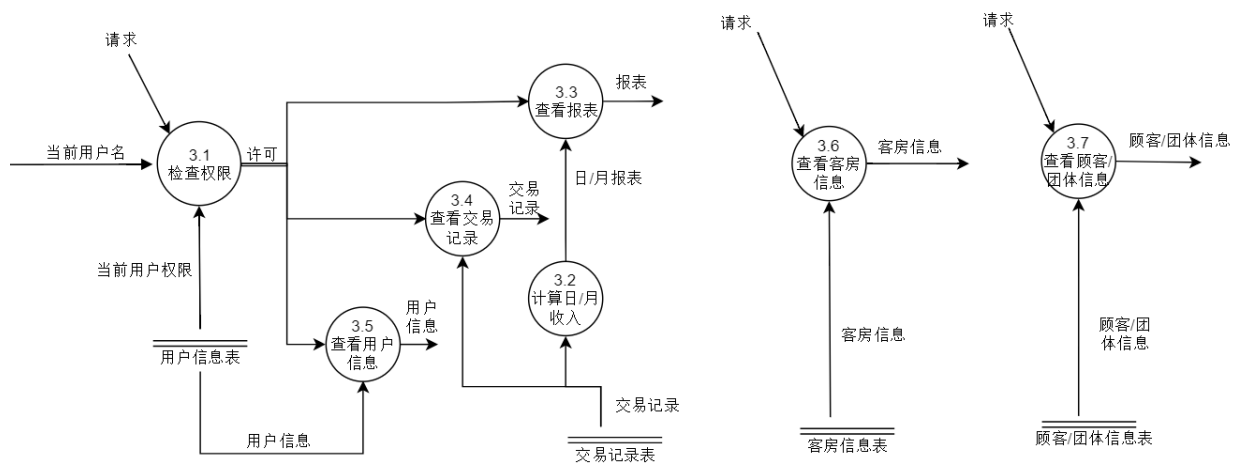 请求
当前用户名
3.1
检查权限
许可
当前用户权限
用户信息表
用户信息
3.3
查看报表
报表
日/月报表
3.4
查看交易
记录
交易
记录
3.2
计算日/月
收入
3.5
查看用户
信息
用户
信息
交易记录
交易记录表
请求
3.6
查看客房
信息
客房信息
客房信息
客房信息表
请求
3.7
查看顾客/
团体信息
顾客/团体信息
顾客/团
体信息
顾客/团体信息表